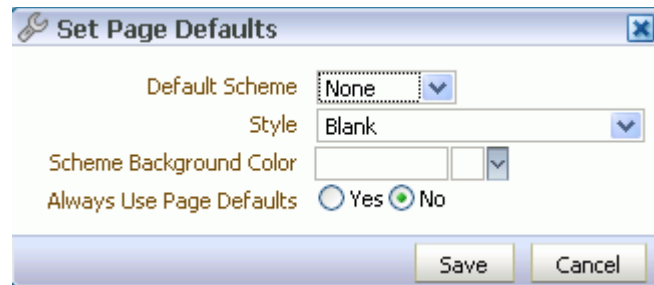 Set Page Defaults
Default Scheme None
Style Blank
Scheme Background Color
Always Use Page Defaults Yes No
Save Cancel